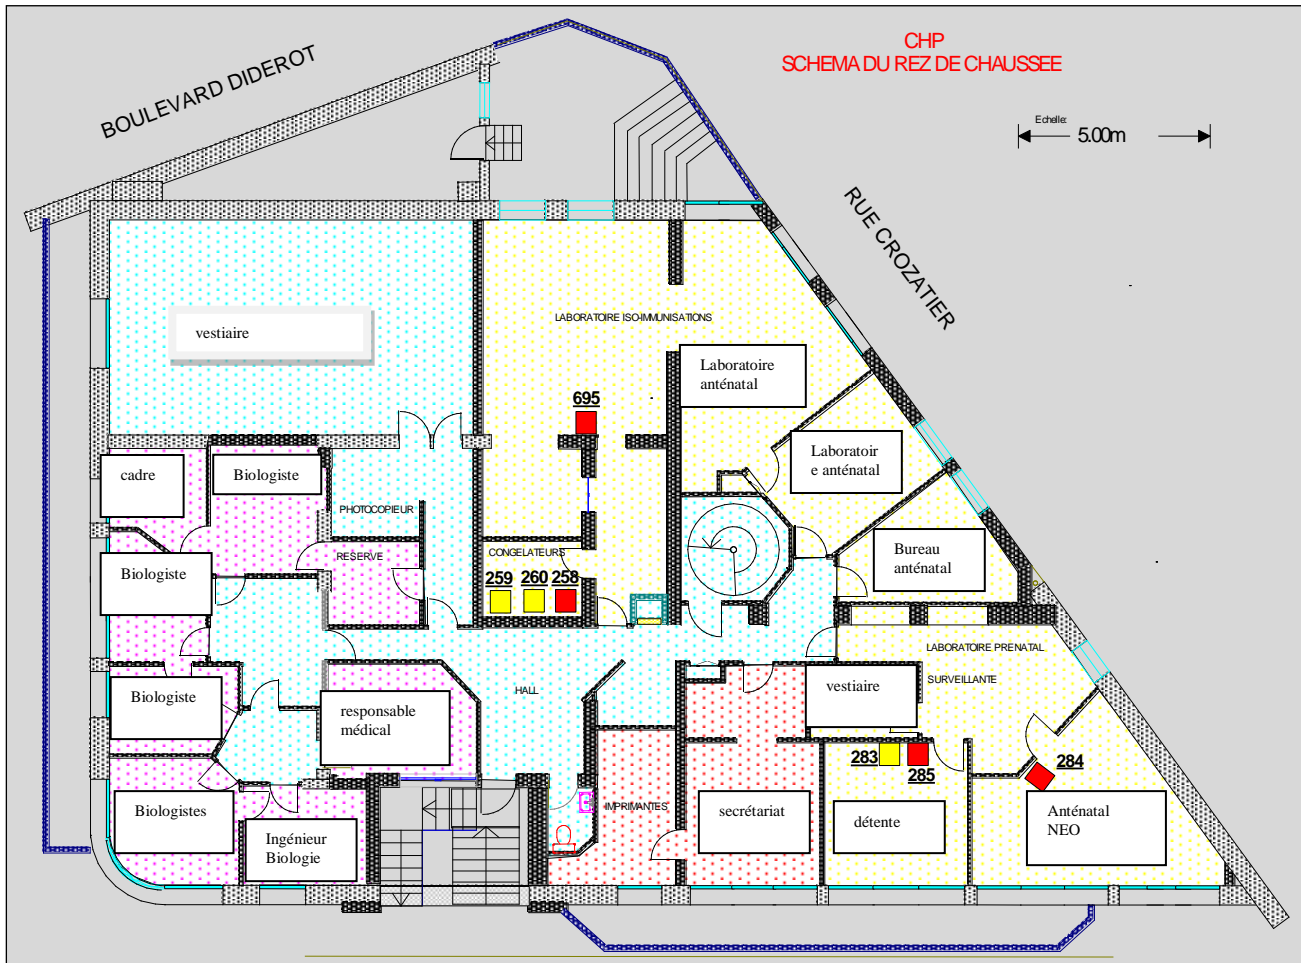 CHP
SCHEMA DU REZ DE CHAUSSEE
BOULEVARD DIDEROT
Echelle:
5.00m
RUE CROZATIER
vestiaire
LABORATOIRE ISO-IMMUNISATIONS
Laboratoire
anténatal
695
Laboratoir
e anténatal
cadre
Biologiste
PHOTOCOPIEUR
RESERVE
CONGELATEURS
259
260
258
Bureau
anténatal
Biologiste
LABORATOIRE PRENATAL
SURVEILLANTE
vestiaire
HALL
Biologiste
responsable
médical
283
285
284
Biologistes
Ingénieur
Biologie
IMPRIMANTES
secrétariat
détente
Anténatal
NEO